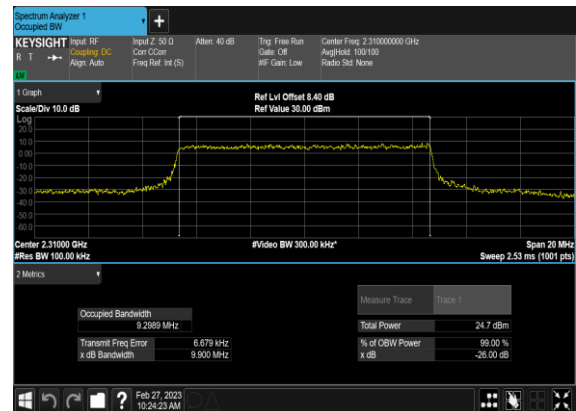 Spectrum Analyzer 1
Occupied BW
+
KEYSIGHT
R T
LV
Input: RF
Coupling: DC
Align: Auto
Input Z: 50 Ω
Corr CCorr
Freq Ref: Int (S)
Atten: 40 dB
Trig: Free Run
Gate: Off
#IF Gain: Low
Center Freq: 2.310000000 GHz
Avg|Hold: 100/100
Radio Std: None
1 Graph
Scale/Div 10.0 dB
Ref Lvl Offset 8.40 dB
Ref Value 30.00 dBm
Log
20.0
10.0
0.00
-10.0
-20.0
-30.0
-40.0
-50.0
-60.0
Center 2.31000 GHz
#Video BW 300.00 kHz*
Span 20 MHz
#Res BW 100.00 kHz
Sweep 2.53 ms (1001 pts)
2 Metrics
Measure Trace Trace 1
Occupied Bandwidth
9.2989 MHz
Total Power 24.7 dBm
Transmit Freq Error 6.679 kHz
% of OBW Power 99.00 %
x dB Bandwidth 9.900 MHz
x dB -26.00 dB
?
Feb 27, 2023
10:24:23 AM